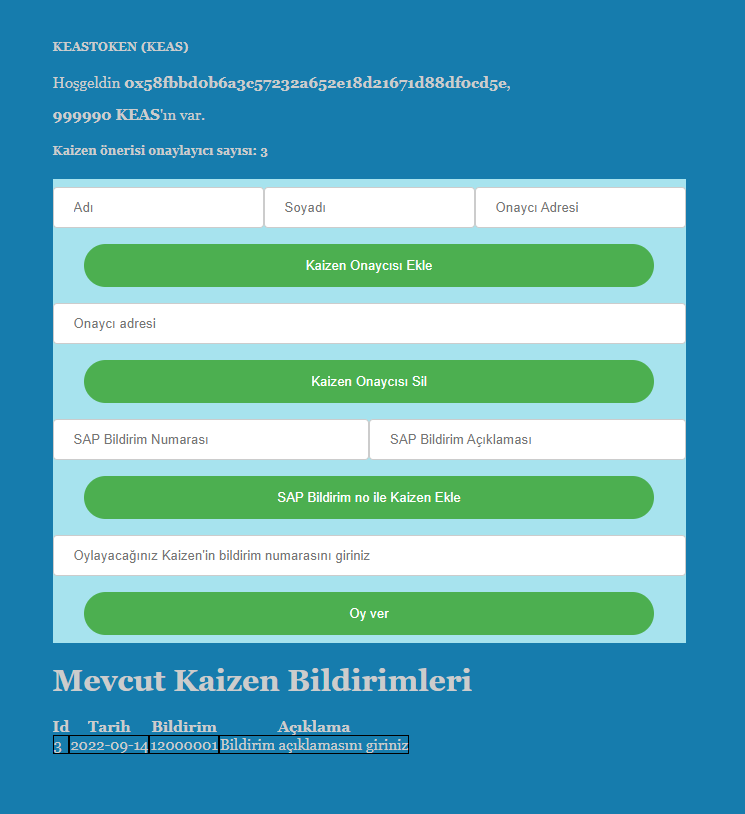 KEASTOKEN (KEAS)
Hoşgeldin 0x58fbbd0b6a3c57232a652e18d21671d88df0cd5e,
999990 KEAS'ın var.
Kaizen önerisi onaylayıcı sayısı: 3
Adı Soyadı Onaycı Adresi
Kaizen Onaycısı Ekle
Onaycı adresi
Kaizen Onaycısı Sil
SAP Bildirim Numarası SAP Bildirim Açıklaması
SAP Bildirim no ile Kaizen Ekle
Oylayacağınız Kaizen'in bildirim numarasını giriniz
Oy ver
Mevcut Kaizen Bildirimleri
Id Tarih Bildirim Açıklama
3 2022-09-14 12000001 Bildirim açıklamasını giriniz